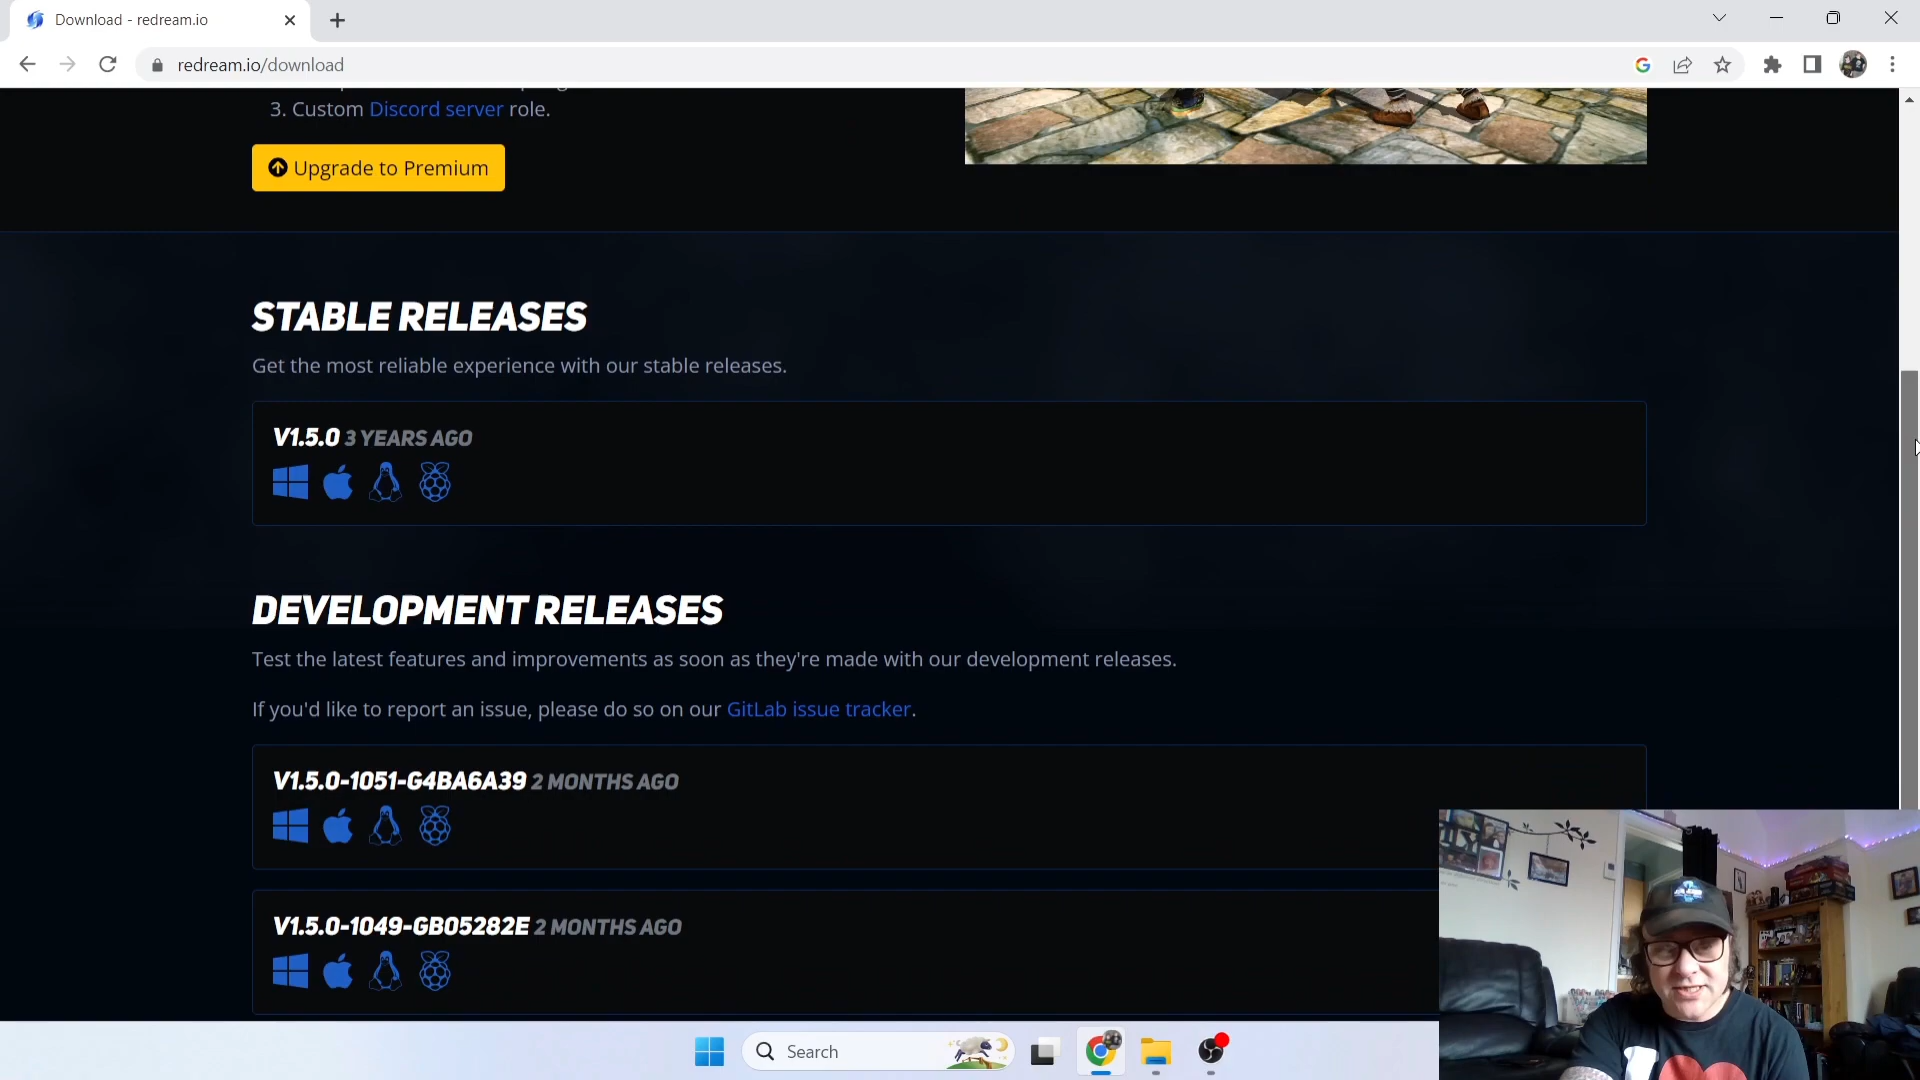 Download - redream.io
redream.io/download
3. Custom Discord server role.
Upgrade to Premium
STABLE RELEASES
Get the most reliable experience with our stable releases.
V1.5.0 3 YEARS AGO
DEVELOPMENT RELEASES
Test the latest features and improvements as soon as they're made with our development releases.
If you'd like to report an issue, please do so on our GitLab issue tracker.
V1.5.0-1051-G4BA6A39 2 MONTHS AGO
V1.5.0-1049-GB05282E 2 MONTHS AGO
Search